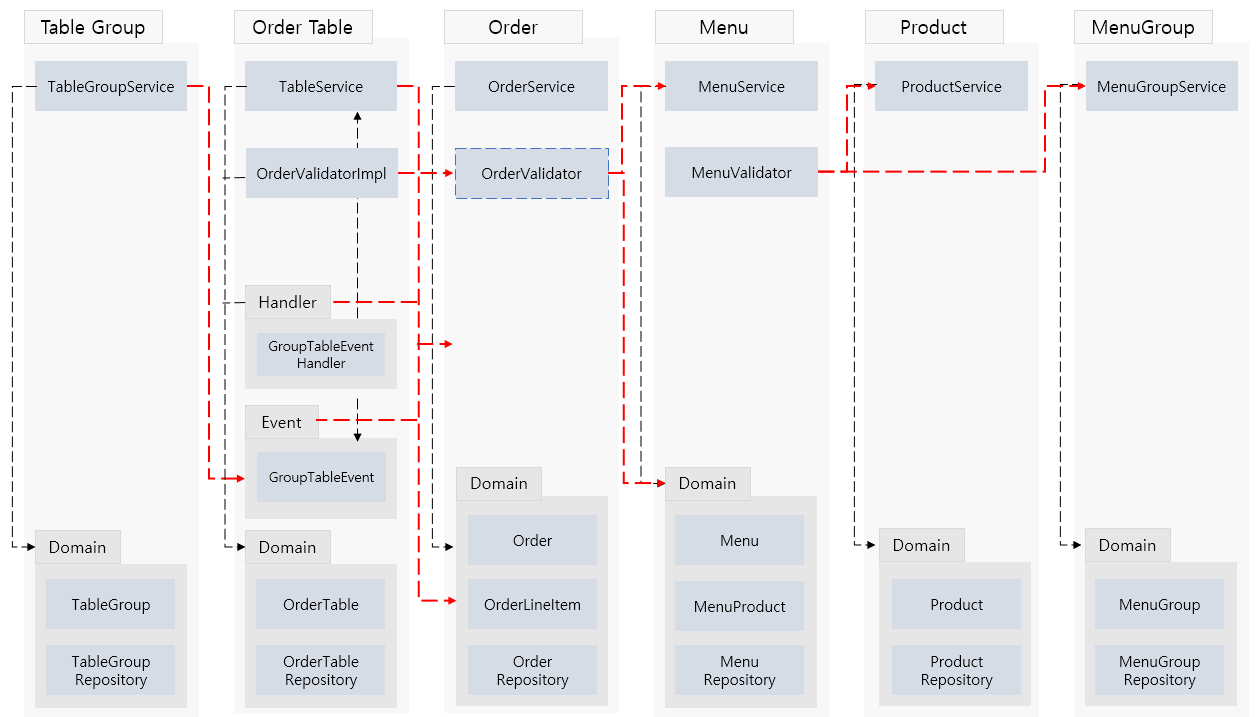 Table Group
TableGroupService
Domain
TableGroup
TableGroup
Repository
Order Table
TableService
OrderValidatorImpl
Handler
GroupTableEvent
Handler
Event
GroupTableEvent
Domain
OrderTable
OrderTable
Repository
Order
OrderService
OrderValidator
Domain
Order
OrderLineItem
Order
Repository
Menu
MenuService
MenuValidator
Domain
Menu
MenuProduct
Menu
Repository
Product
ProductService
Domain
Product
Product
Repository
MenuGroup
MenuGroupService
Domain
MenuGroup
MenuGroup
Repository